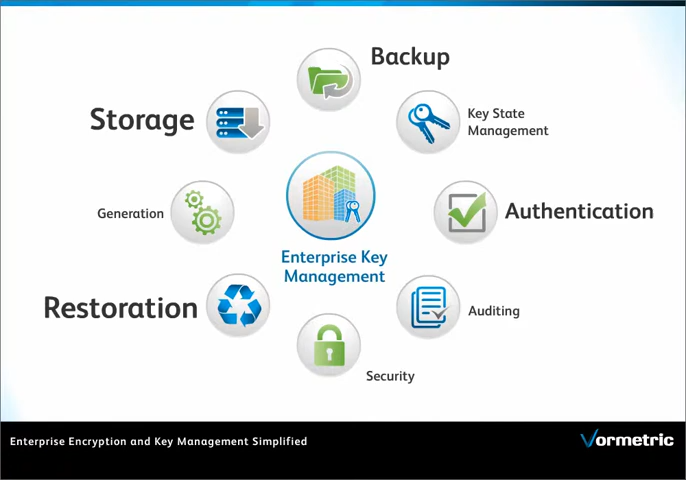 Backup
Storage
Key State
Management
Generation
Authentication
Enterprise Key
Management
Restoration
Auditing
Security
Enterprise Encryption and Key Management Simplified
Vormetric